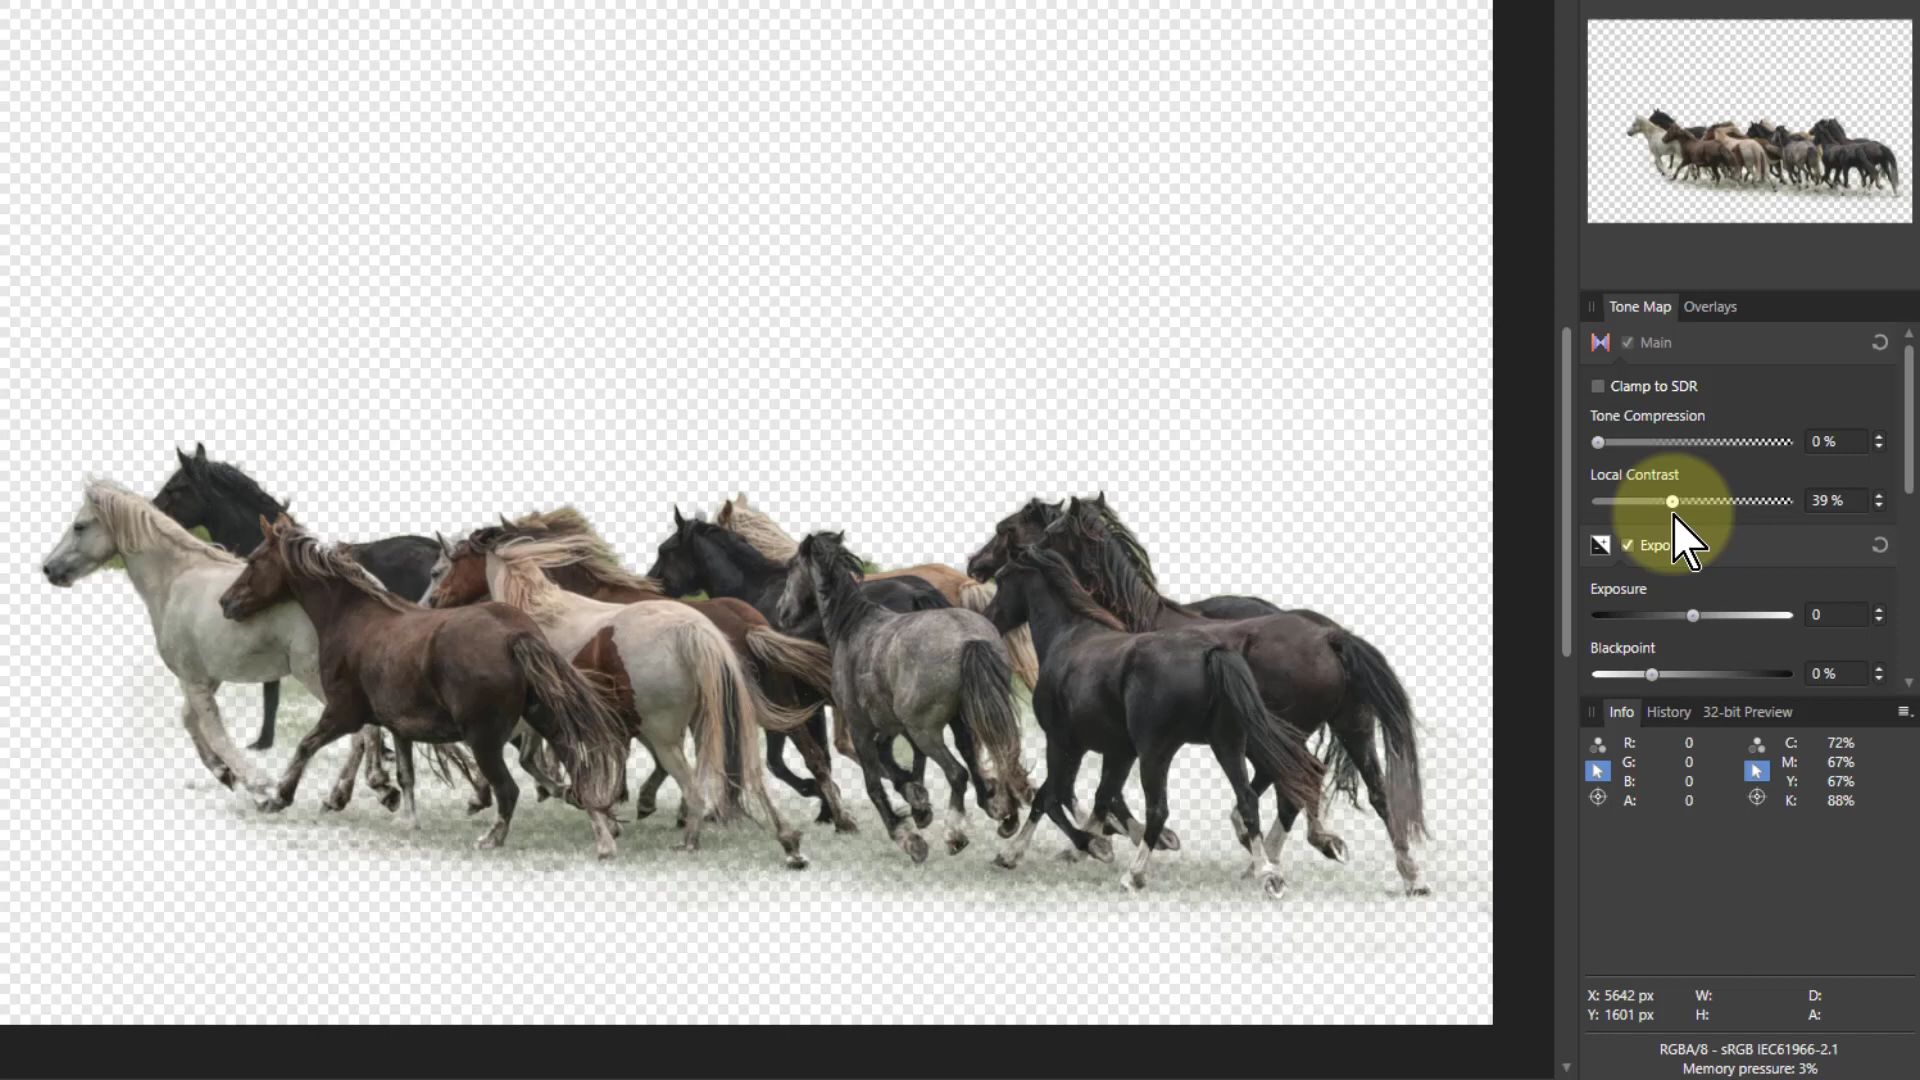 Tone Map Overlays
Main
Clamp to SDR
Tone Compression
0 %
Local Contrast
39 %
Expo
Exposure
0
Blackpoint
0 %
Info History 32-bit Preview
R: 0 C: 72%
G: 0 M: 67%
B: 0 Y: 67%
A: 0 K: 88%
X: 5642 px W: D:
Y: 1601 px H: A:
RGBA/8 - sRGB IEC61966-2.1
Memory pressure: 3%